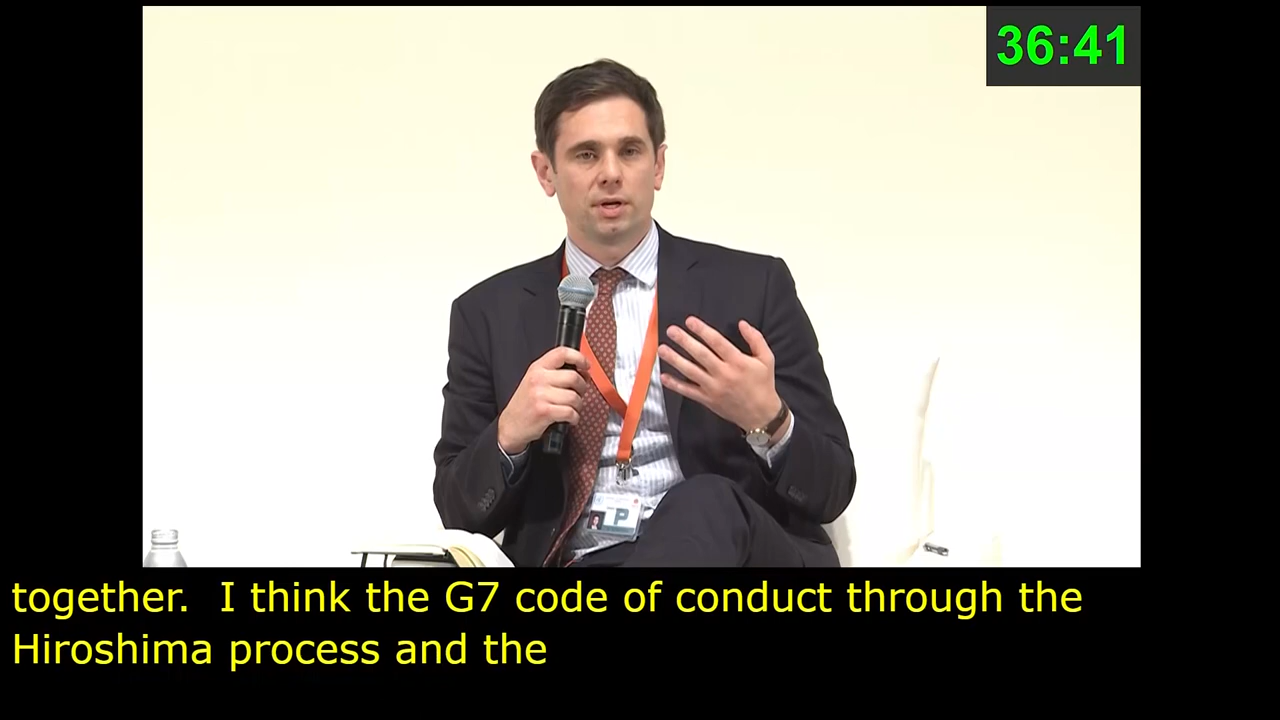 36:41
P
together.  I think the G7 code of conduct through the
Hiroshima process and the